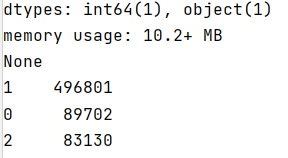 dtypes: int64(1), object(1)
memory usage: 10.2+ MB
None
1    496801
0     89702
2     83130